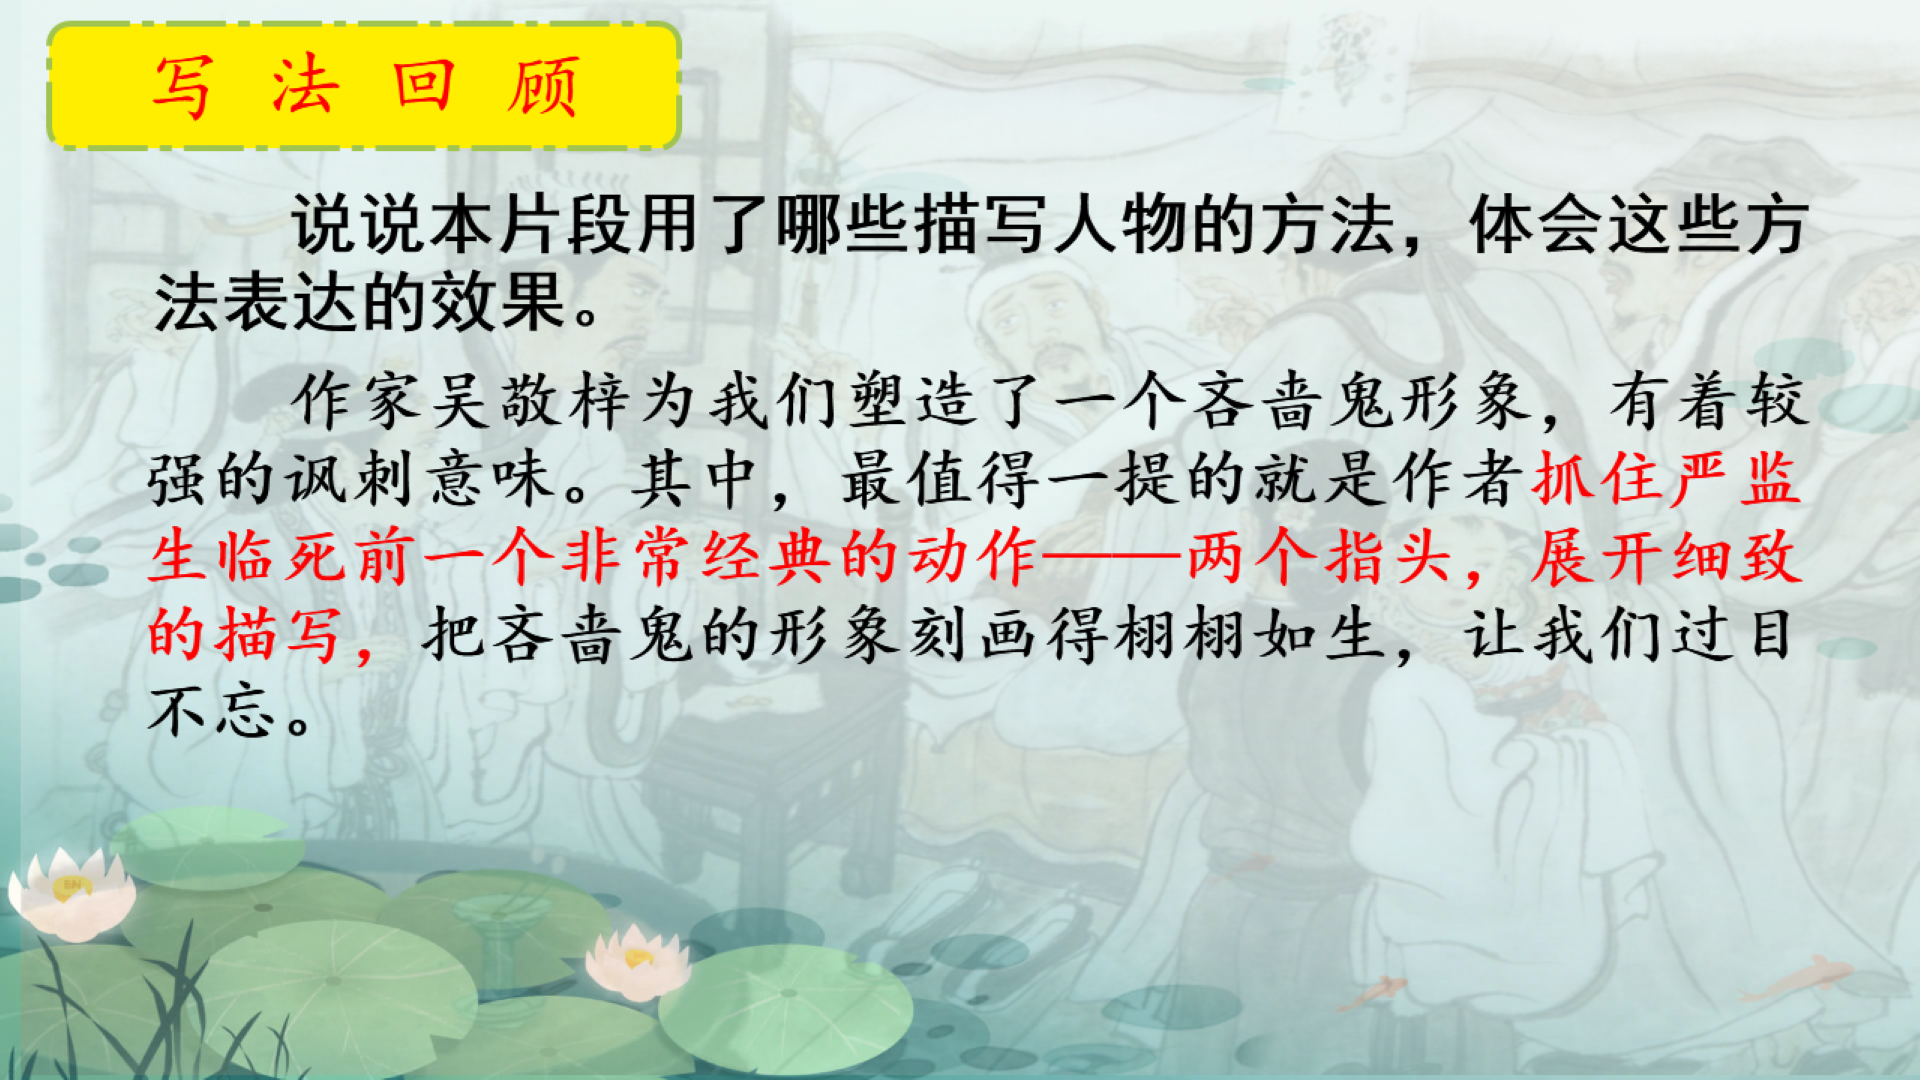 写法回顾
说说本片段用了哪些描写人物的方法，体会这些方
法表达的效果。
作家吴敬梓为我们塑造了一个吝啬鬼形象，有着较
强的讽刺意味。其中，最值得一提的就是作者抓住严监
生临死前一个非常经典的动作——两个指头，展开细致
的描写，把吝啬鬼的形象刻画得栩栩如生，让我们过目
不忘。